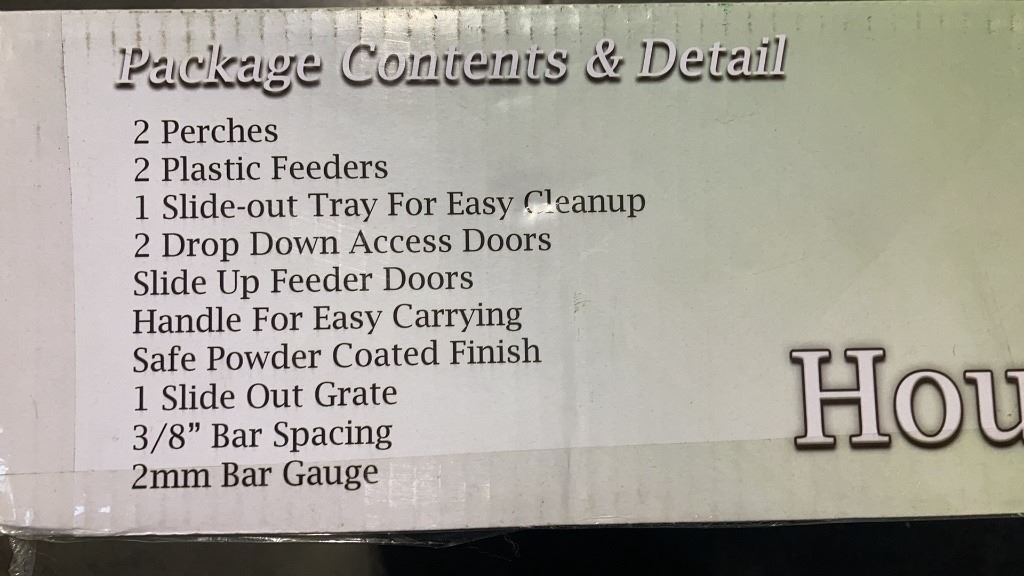 Package Contents & Detail
2 Perches
2 Plastic Feeders
1 Slide-out Tray For Easy Cleanup
2 Drop Down Access Doors
Slide Up Feeder Doors
Handle For Easy Carrying
Safe Powder Coated Finish
1 Slide Out Grate
3/8” Bar Spacing
2mm Bar Gauge
Hou